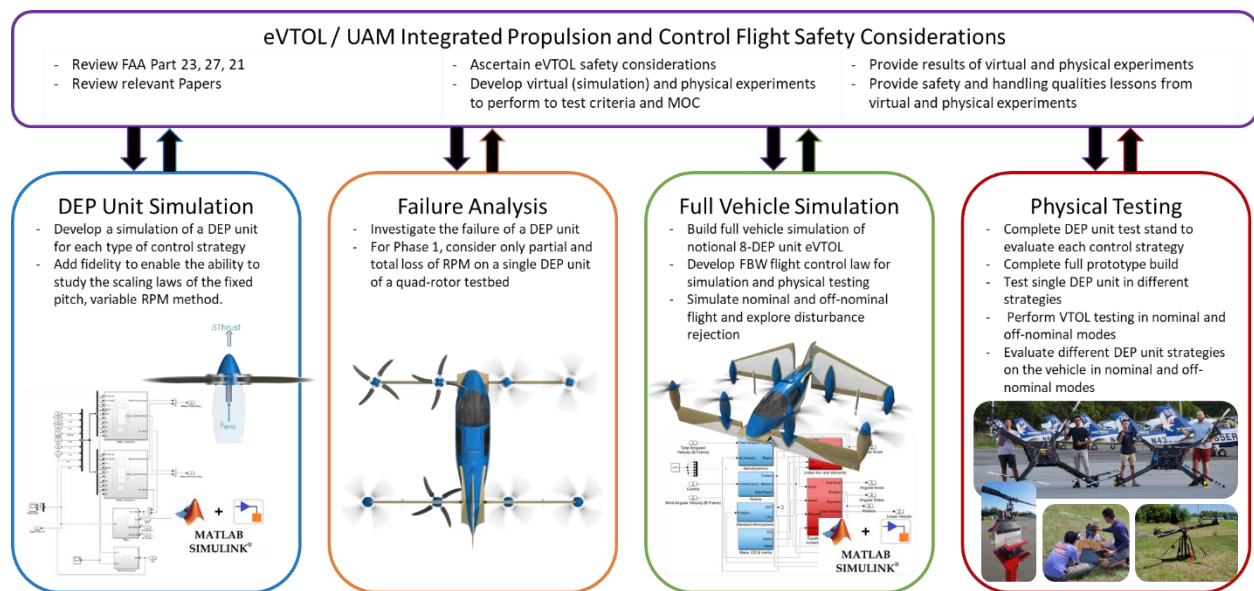 eVTOL / UAM Integrated Propulsion and Control Flight Safety Considerations
- Review FAA Part 23, 27, 21
- Review relevant Papers
- Ascertain eVTOL safety considerations
- Develop virtual (simulation) and physical experiments
to perform to test criteria and MOC
- Provide results of virtual and physical experiments
- Provide safety and handling qualities lessons from
virtual and physical experiments
DEP Unit Simulation
- Develop a simulation of a DEP unit
for each type of control strategy
- Add fidelity to enable the ability to
study the scaling laws of the fixed
pitch, variable RPM method.
ΔThrust
MATLAB
SIMULINK®
+
Failure Analysis
- Investigate the failure of a DEP unit
- For Phase 1, consider only partial and
total loss of RPM on a single DEP unit
of a quad-rotor testbed
Full Vehicle Simulation
- Build full vehicle simulation of
notional 8-DEP unit eVTOL
- Develop FBW flight control law for
simulation and physical testing
- Simulate nominal and off-nominal
flight and explore disturbance
rejection
Aerodynamics
Standard Atmosphere
Mass, CG & Inertia
MATLAB
SIMULINK®
+
Physical Testing
- Complete DEP unit test stand to
evaluate each control strategy
- Complete full prototype build
- Test single DEP unit in different
strategies
- Perform VTOL testing in nominal and
off-nominal modes
- Evaluate different DEP unit strategies
on the vehicle in nominal and off-
nominal modes